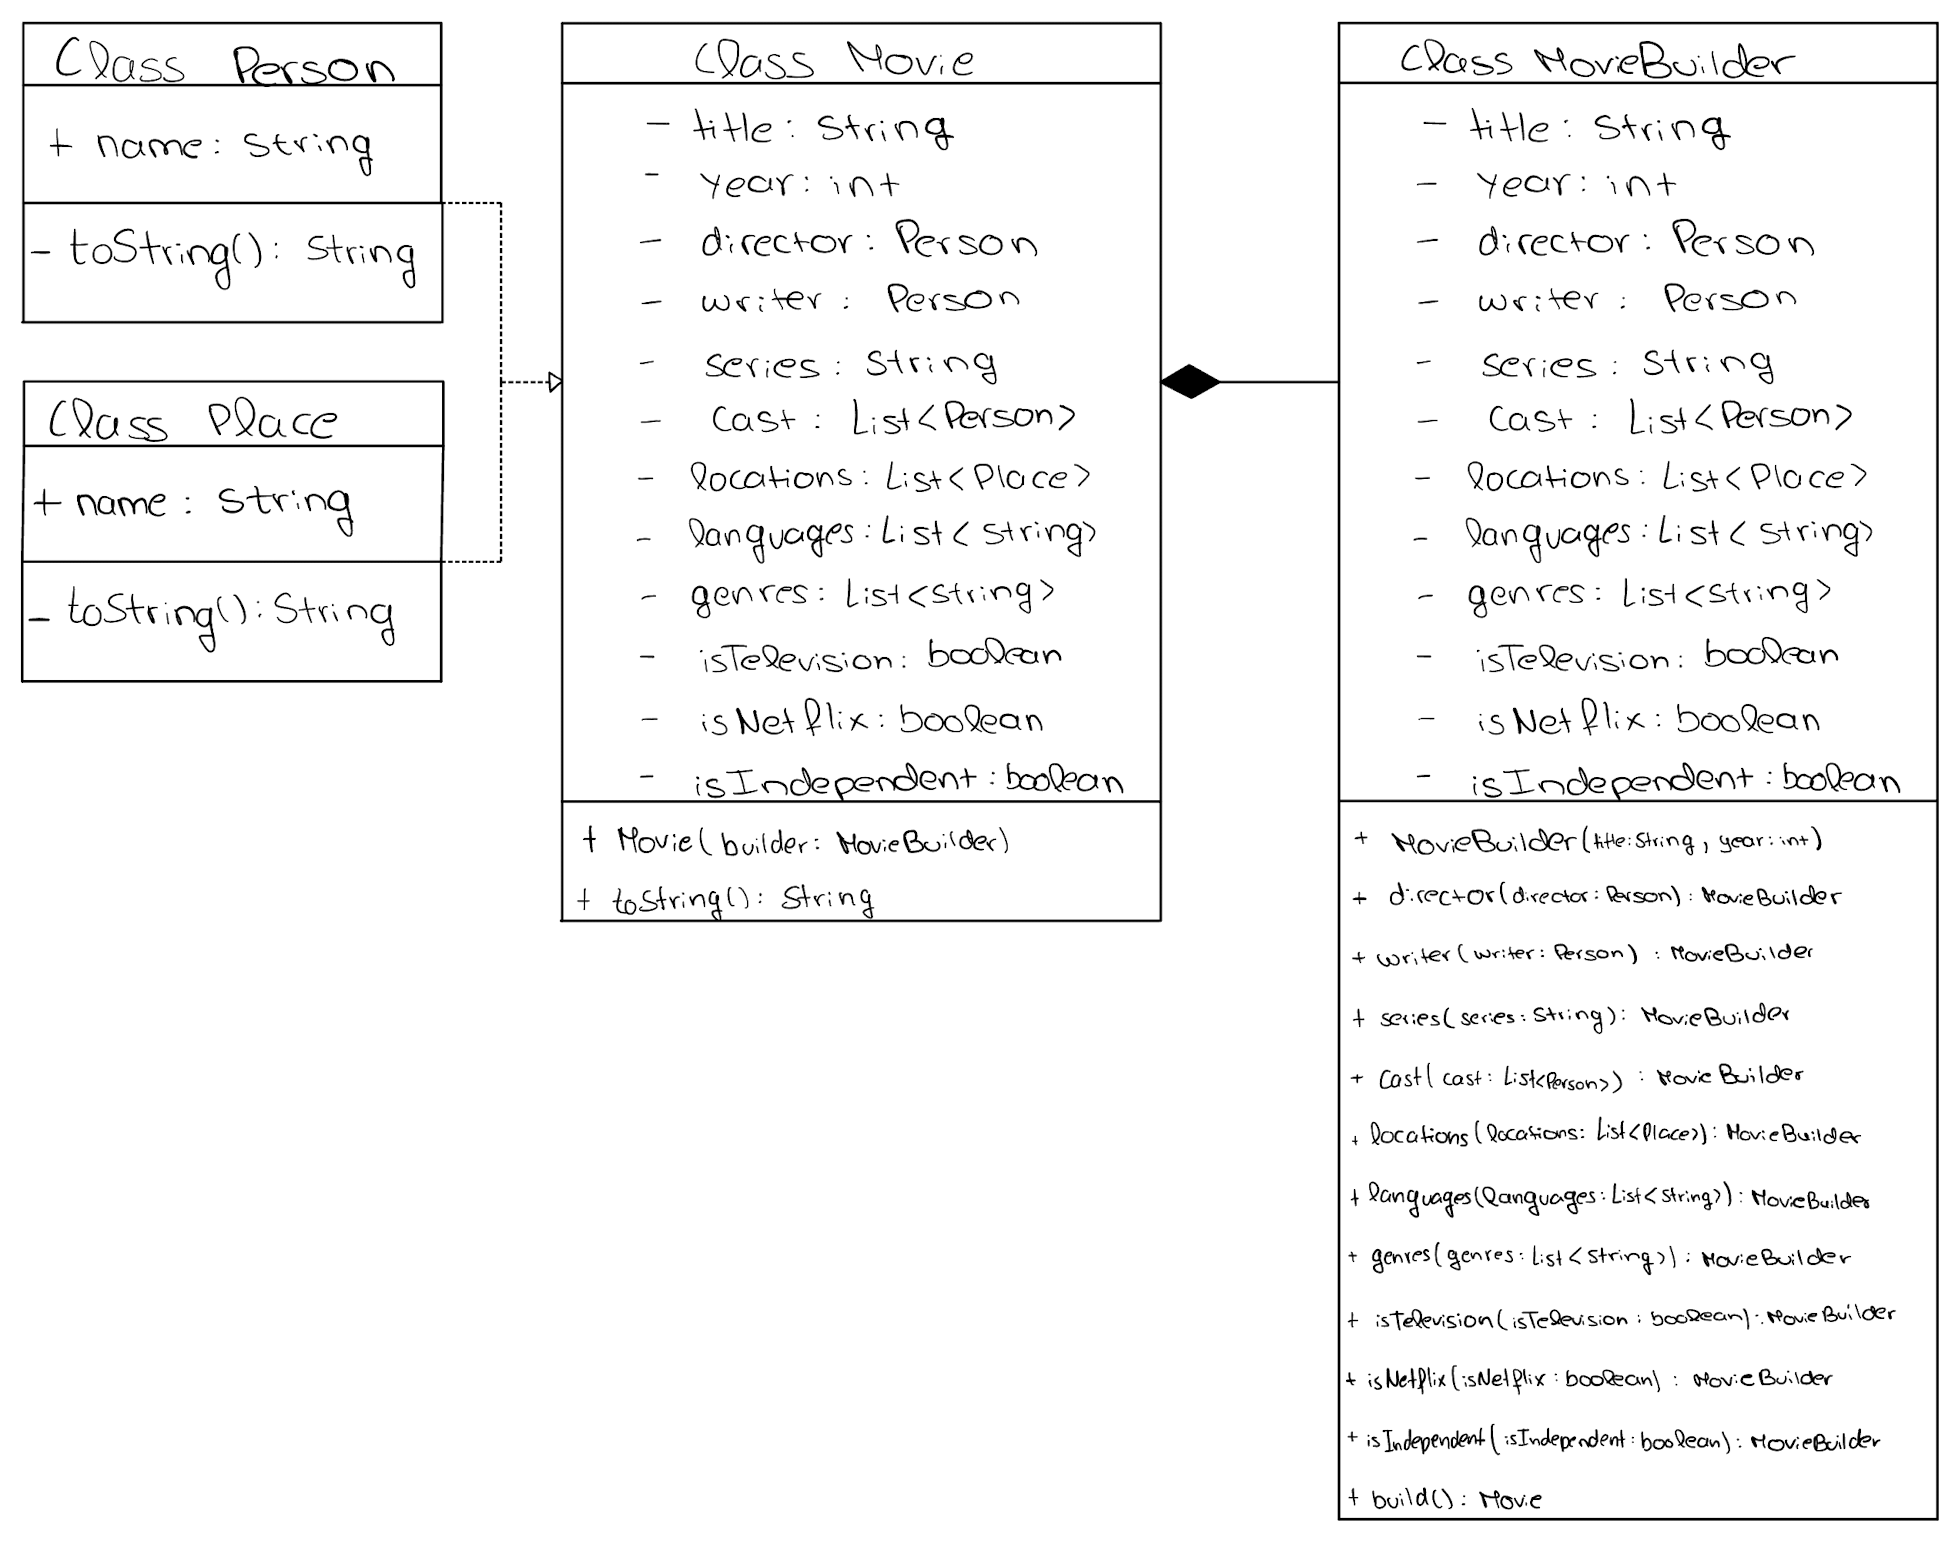 Class Person
+ name: String
- toString(): String
Class Place
+ name: String
- toString(): String
Class Movie
- title: String
- year: int
- director: Person
- writer: Person
- series: String
- Cast: List<Person>
- locations: List<Place>
- languages: List<String>
- genres: List<String>
- isTelevision: boolean
- isNetflix: boolean
- isIndependent: boolean
+ Movie(builder: MovieBuilder)
+ toString(): String
Class MovieBuilder
- title: String
- year: int
- director: Person
- writer: Person
- series: String
- Cast: List<Person>
- locations: List<Place>
- languages: List<String>
- genres: List<String>
- isTelevision: boolean
- isNetflix: boolean
- isIndependent: boolean
+ MovieBuilder(title:String, year:int)
+ director(director:Person): MovieBuilder
+ writer(writer: Person) : MovieBuilder
+ series(series: String): MovieBuilder
+ Cast(cast: List<Person>) : MovieBuilder
+ locations(locations: List<Place>): MovieBuilder
+ languages(languages: List<String>): MovieBuilder
+ genres(genres: List<String>): MovieBuilder
+ isTelevision(isTelevision: boolean): MovieBuilder
+ isNetflix(isNetflix: boolean) : MovieBuilder
+ isIndependent(isIndependent: boolean): MovieBuilder
+ build(): Movie